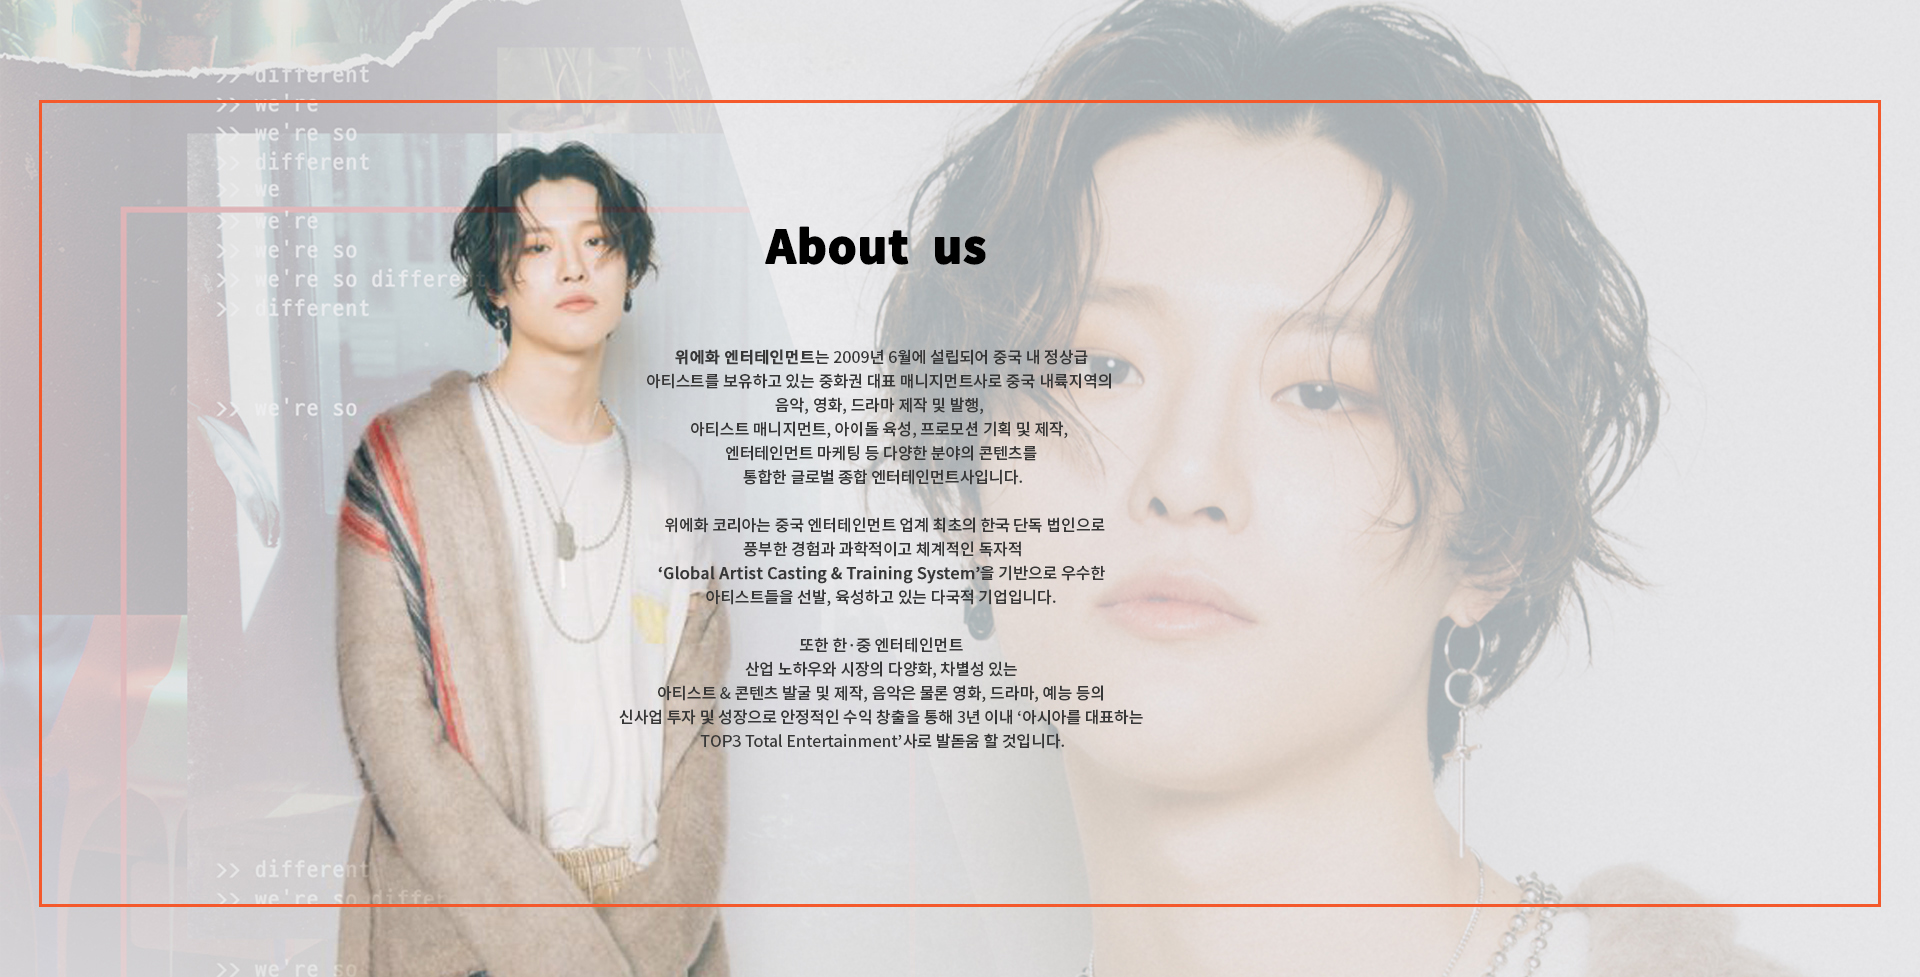 >> different
>> we're
>> we're so
>> different
>> we
>> we're
>> we're so
>> we're so different
>> different
>> we're so
>> different
>> we're so differ
>> we're so
About us
위에화 엔터테인먼트는 2009년 6월에 설립되어 중국 내 정상급
아티스트를 보유하고 있는 중화권 대표 매니지먼트사로 중국 내륙지역의
음악, 영화, 드라마 제작 및 발행,
아티스트 매니지먼트, 아이돌 육성, 프로모션 기획 및 제작,
엔터테인먼트 마케팅 등 다양한 분야의 콘텐츠를
통합한 글로벌 종합 엔터테인먼트사입니다.
위에화 코리아는 중국 엔터테인먼트 업계 최초의 한국 단독 법인으로
풍부한 경험과 과학적이고 체계적인 독자적
‘Global Artist Casting & Training System’을 기반으로 우수한
아티스트들을 선발, 육성하고 있는 다국적 기업입니다.
또한 한·중 엔터테인먼트
산업 노하우와 시장의 다양화, 차별성 있는
아티스트 & 콘텐츠 발굴 및 제작, 음악은 물론 영화, 드라마, 예능 등의
신사업 투자 및 성장으로 안정적인 수익 창출을 통해 3년 이내 ‘아시아를 대표하는
TOP3 Total Entertainment’사로 발돋움 할 것입니다.